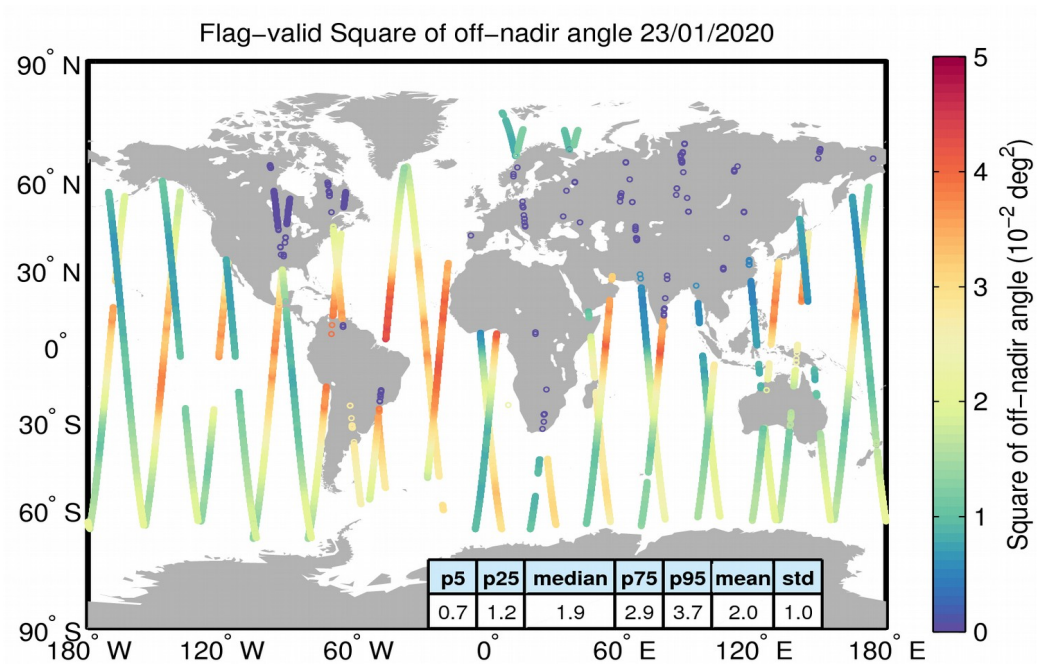 Flag−valid Square of off−nadir angle 23/01/2020
90° N
60° N
30° N
0°
30° S
60° S
90° S
180° W
120° W
60° W
0°
60° E
120° E
180° E
p5 p25 median p75 p95 mean std
0.7 1.2 1.9 2.9 3.7 2.0 1.0
5
4
3
2
1
0
Square of off−nadir angle (10⁻² deg²)